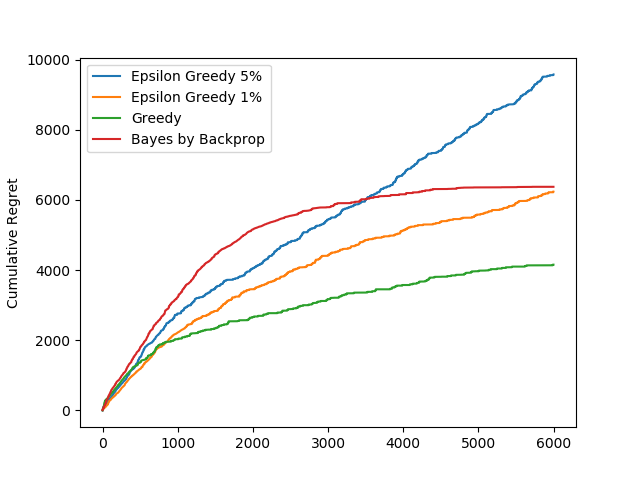 Epsilon Greedy 5%
Epsilon Greedy 1%
Greedy
Bayes by Backprop
Cumulative Regret
10000
8000
6000
4000
2000
0
0 1000 2000 3000 4000 5000 6000